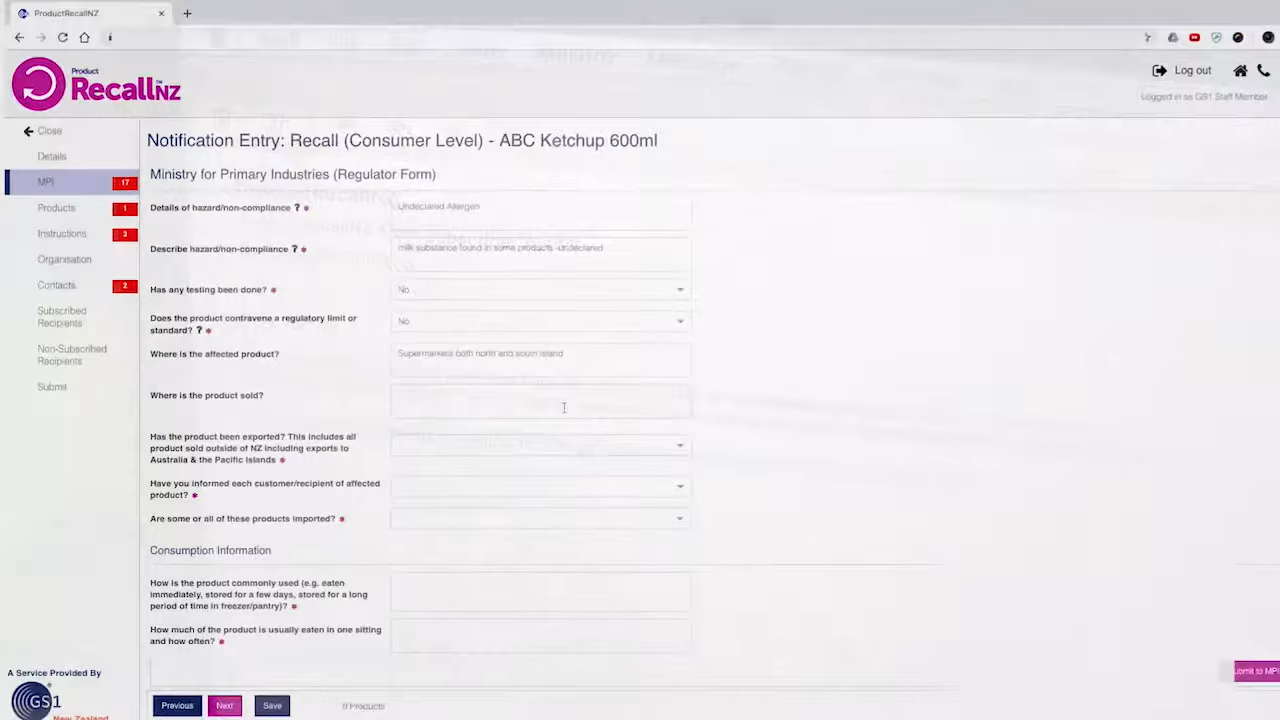 ProductRecallNZ
Product
RecallNZ
Log out
Logged in as GS1 Staff Member
Close
Details
MPI 17
Products 1
Instructions 3
Organisation
Contacts 2
Subscribed
Recipients
Non-Subscribed
Recipients
Submit
A Service Provided By
GS1
New Zealand
Notification Entry: Recall (Consumer Level) - ABC Ketchup 600ml
Ministry for Primary Industries (Regulator Form)
Details of hazard/non-compliance ? * Undeclared Allergen
Describe hazard/non-compliance ? * milk substance found in some products -undeclared
Has any testing been done? * No
Does the product contravene a regulatory limit or
standard? ? * No
Where is the affected product? Supermarkets both north and south island
Where is the product sold?
Has the product been exported? This includes all
product sold outside of NZ including exports to
Australia & the Pacific Islands *
Have you informed each customer/recipient of affected
product? *
Are some or all of these products imported? *
Consumption Information
How is the product commonly used (e.g. eaten
immediately, stored for a few days, stored for a long
period of time in freezer/pantry)? *
How much of the product is usually eaten in one sitting
and how often? *
Previous Next Save 0 Products
ubmit to MPI